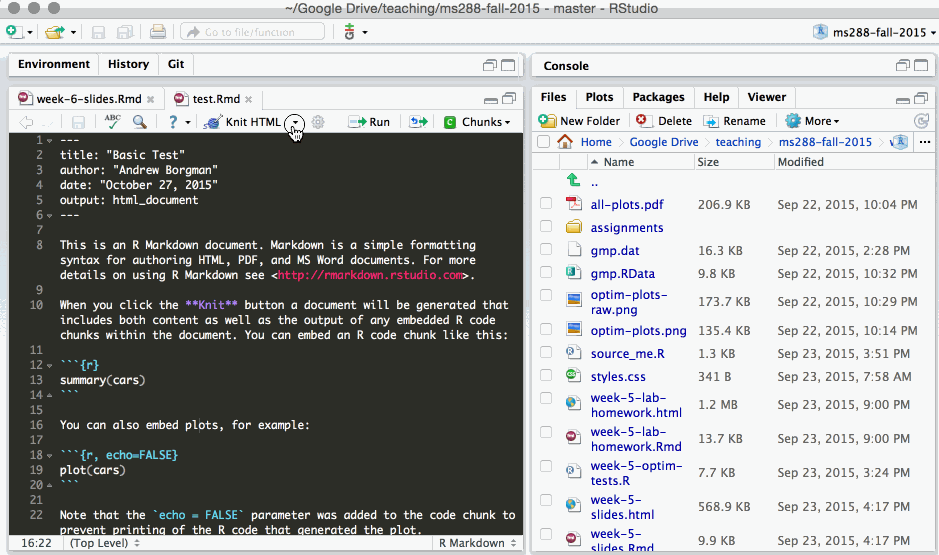 ~/Google Drive/teaching/ms288-fall-2015 - master - RStudio
Go to file/function
ms288-fall-2015
Environment History Git
week-6-slides.Rmd test.Rmd
ABC ? Knit HTML Run Chunks
1 ---
2 title: "Basic Test"
3 author: "Andrew Borgman"
4 date: "October 27, 2015"
5 output: html_document
6 ---
7
8 This is an R Markdown document. Markdown is a simple formatting
syntax for authoring HTML, PDF, and MS Word documents. For more
details on using R Markdown see <http://rmarkdown.rstudio.com>.
9
10 When you click the **Knit** button a document will be generated that
includes both content as well as the output of any embedded R code
chunks within the document. You can embed an R code chunk like this:
11
12 ```{r}
13 summary(cars)
14 ```
15
16 You can also embed plots, for example:
17
18 ```{r, echo=FALSE}
19 plot(cars)
20 ```
21
22 Note that the `echo = FALSE` parameter was added to the code chunk to
prevent printing of the R code that generated the plot.
16:22 (Top Level) R Markdown
Console
Files Plots Packages Help Viewer
New Folder Delete Rename More
Home Google Drive teaching ms288-fall-2015
Name Size Modified
..
all-plots.pdf 206.9 KB Sep 22, 2015, 10:04 PM
assignments
gmp.dat 16.3 KB Sep 22, 2015, 2:28 PM
gmp.RData 9.8 KB Sep 22, 2015, 10:32 PM
optim-plots-
raw.png 173.7 KB Sep 22, 2015, 10:29 PM
optim-plots.png 135.4 KB Sep 22, 2015, 10:14 PM
source_me.R 1.3 KB Sep 23, 2015, 3:51 PM
styles.css 341 B Sep 23, 2015, 7:58 AM
week-5-lab-
homework.html 1.2 MB Sep 23, 2015, 9:00 PM
week-5-lab-
homework.Rmd 13.7 KB Sep 23, 2015, 9:00 PM
week-5-optim-
tests.R 7.7 KB Sep 23, 2015, 3:24 PM
week-5-
slides.html 568.9 KB Sep 23, 2015, 4:17 PM
week-5-
slides.Rmd 9.9 KB Sep 23, 2015, 4:17 PM